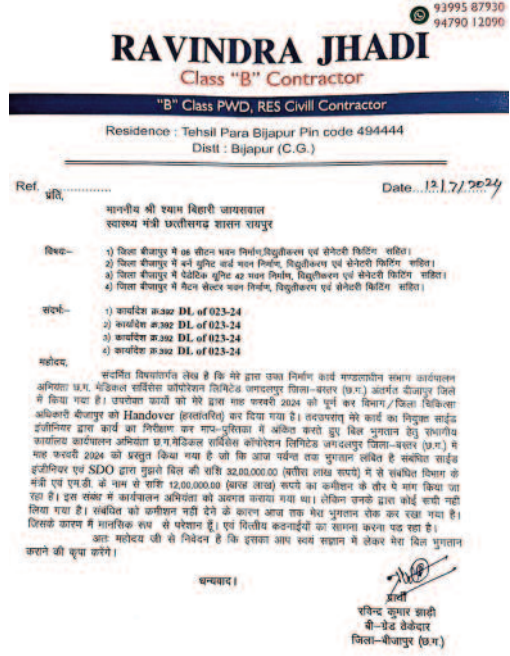 93995 87930
94790 12090
RAVINDRA JHADI
Class "B" Contractor
"B" Class PWD, RES Civill Contractor
Residence : Tehsil Para Bijapur Pin code 494444
Distt : Bijapur (C.G.)
Ref. ............... Date...12/7/2024
प्रति,
माननीय श्री श्याम बिहारी जायसवाल
स्वास्थ्य मंत्री छत्तीसगढ़ शासन रायपुर
विषयः– 1) जिला बीजापुर में 06 सीटन भवन निर्माण,विद्युतीकरण एवं सेनेटरी फिटिंग सहित।
2) जिला बीजापुर में बर्न यूनिट वार्ड भवन निर्माण, विद्युतीकरण एवं सेनेटरी फिटिंग सहित।
3) जिला बीजापुर में पेडेट्रिक यूनिट 42 भवन निर्माण, विद्युतीकरण एवं सेनेटरी फिटिंग सहित।
4) जिला बीजापुर में मैटन सेल्टर भवन निर्माण, विद्युतीकरण एवं सेनेटरी फिटिंग सहित।
संदर्भः– 1) कार्यादेश क्र.392 DL of 023-24
2) कार्यादेश क्र.392 DL of 023-24
3) कार्यादेश क्र.392 DL of 023-24
4) कार्यादेश क्र.392 DL of 023-24
महोदय,
संदर्भित विषयांतर्गत लेख है कि मेरे द्वारा उक्त निर्माण कार्य मण्डलाधीन संभाग कार्यपालन
अभियंता छ.ग. मेडिकल सर्विसेस कॉर्पोरेशन लिमिटेड जगदलपुर जिला–बस्तर (छ.ग.) अंतर्गत बीजापुर जिले
में किया गया है। उपरोक्त कार्यो को मेरे द्वारा माह फरवरी 2024 को पूर्ण कर विभाग/जिला चिकित्सा
अधिकारी बीजापुर को Handover (हस्तांतरित) कर दिया गया है। तदउपरांत मेरे कार्य का नियुक्त साईड
इंजीनियर द्वारा कार्य का निरीक्षण कर माप–पुस्तिका में अंकित करते हुए बिल भुगतान हेतु संभागीय
कार्यालय कार्यपालन अभियंता छ.ग.मेडिकल सर्विसेस कॉर्पोरेशन लिमिटेड जगदलपुर जिला–बस्तर (छ.ग.) में
माह फरवरी 2024 को प्रस्तुत किया गया है जो कि आज पर्यन्त तक भुगतान लंबित है संबंधित साईड
इंजीनियर एवं SDO द्वारा मुझसे बिल की राशि 32,00,000.00 (बतीस लाख रूपये) में से संबंधित विभाग के
मंत्री एवं एम.डी. के नाम से राशि 12,00,000.00 (बारह लाख) रूपये का कमीशन के तौर पे मांग किया जा
रहा है। इस संबंध में कार्यपालन अभियंता को अवगत कराया गया था। लेकिन उनके द्वारा कोई रूची नहीं
लिया गया है। संबंधित को कमीशन नहीं देने के कारण आज तक मेरा भुगतान रोक कर रखा गया है।
जिसके कारण मैं मानसिक रूप से परेशान हूँ। एवं वित्तीय कठनाईयों का सामना करना पड़ रहा है।
अतः महोदय जी से निवेदन है कि इसका आप स्वयं संज्ञान में लेकर मेरा बिल भुगतान
कराने की कृपा करेंगे।
धन्यवाद।
प्रार्थी
रविन्द्र कुमार झाड़ी
बी–ग्रेड ठेकेदार
जिला–बीजापुर (छ.ग.)